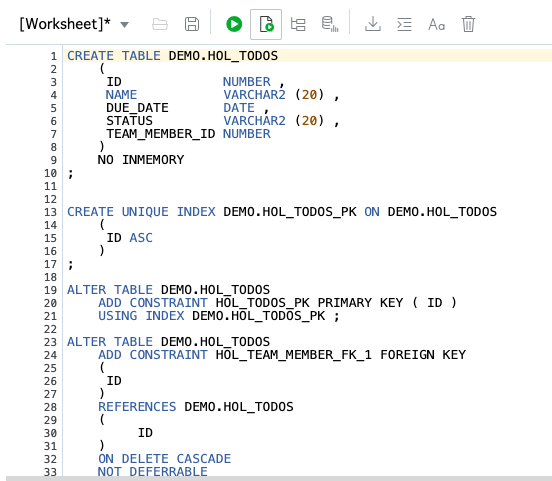 [Worksheet]*
Aa
1 CREATE TABLE DEMO.HOL_TODOS
2 (
3 ID NUMBER ,
4 NAME VARCHAR2 (20) ,
5 DUE_DATE DATE ,
6 STATUS VARCHAR2 (20) ,
7 TEAM_MEMBER_ID NUMBER
8 )
9 NO INMEMORY
10 ;
11
12
13 CREATE UNIQUE INDEX DEMO.HOL_TODOS_PK ON DEMO.HOL_TODOS
14 (
15 ID ASC
16 )
17 ;
18
19 ALTER TABLE DEMO.HOL_TODOS
20 ADD CONSTRAINT HOL_TODOS_PK PRIMARY KEY ( ID )
21 USING INDEX DEMO.HOL_TODOS_PK ;
22
23 ALTER TABLE DEMO.HOL_TODOS
24 ADD CONSTRAINT HOL_TEAM_MEMBER_FK_1 FOREIGN KEY
25 (
26 ID
27 )
28 REFERENCES DEMO.HOL_TODOS
29 (
30 ID
31 )
32 ON DELETE CASCADE
33 NOT DEFERRABLE